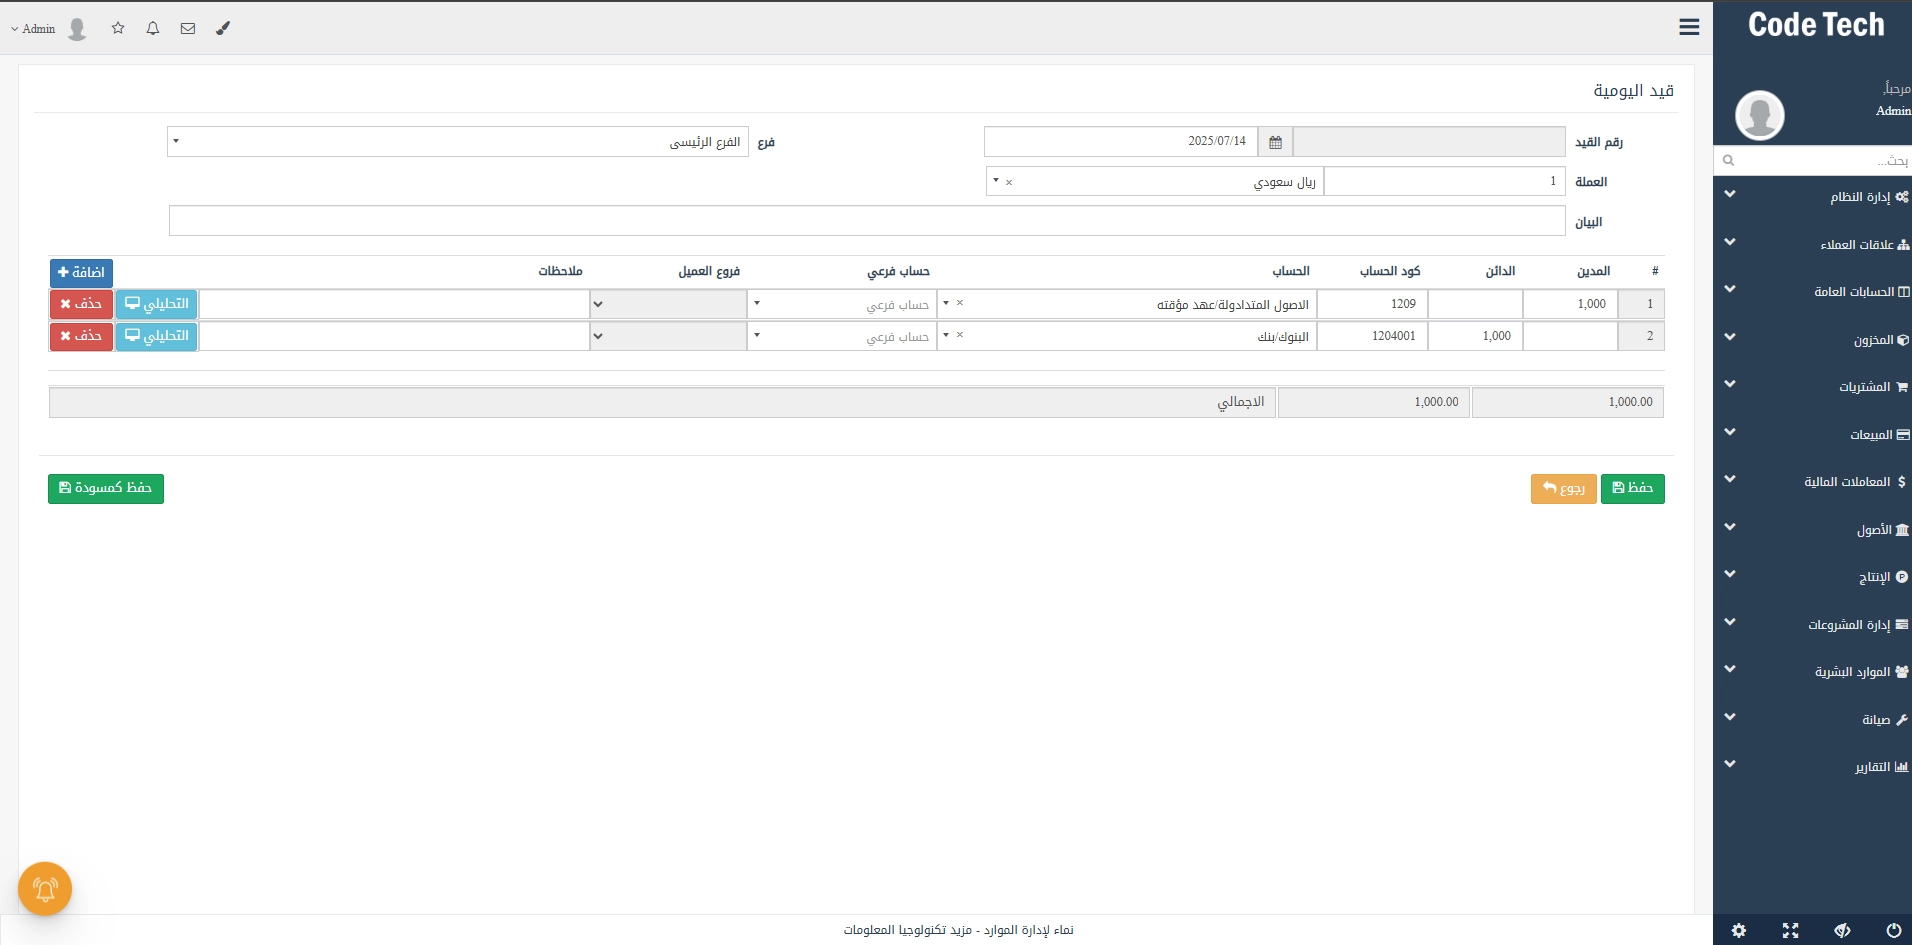 Code Tech
مرحباً,
Admin
بحث...
إدارة النظام
علاقات العملاء
الحسابات العامة
المخزون
المشتريات
المبيعات
المعاملات المالية
الأصول
الإنتاج
إدارة المشروعات
الموارد البشرية
صيانة
التقارير
Admin
قيد اليومية
رقم القيد 2025/07/14 فرع الفرع الرئيسى
العملة 1 ريال سعودي ×
البيان
# المدين الدائن كود الحساب الحساب حساب فرعي فروع العميل ملاحظات اضافة
1 1,000 1209 الاصول المتدادولة/عهد مؤقته × حساب فرعي التحليلي حذف
2 1,000 1204001 البنوك/بنك × حساب فرعي التحليلي حذف
1,000.00 1,000.00 الاجمالي
حفظ رجوع حفظ كمسودة
نماء لإدارة الموارد - مزيد تكنولوجيا المعلومات